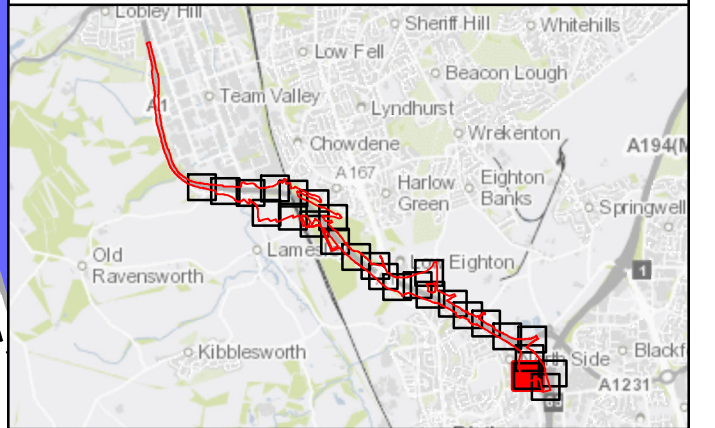 Lobley Hill
Sheriff Hill
Whitehills
Low Fell
Beacon Lough
A1
Team Valley
Lyndhurst
Wrekenton
Chowdene
A194(M
A167
Harlow
Green
Eighton
Banks
Springwell
Old
Ravensworth
Eighton
1
Kibblesworth
th Side
Blackf
A1231